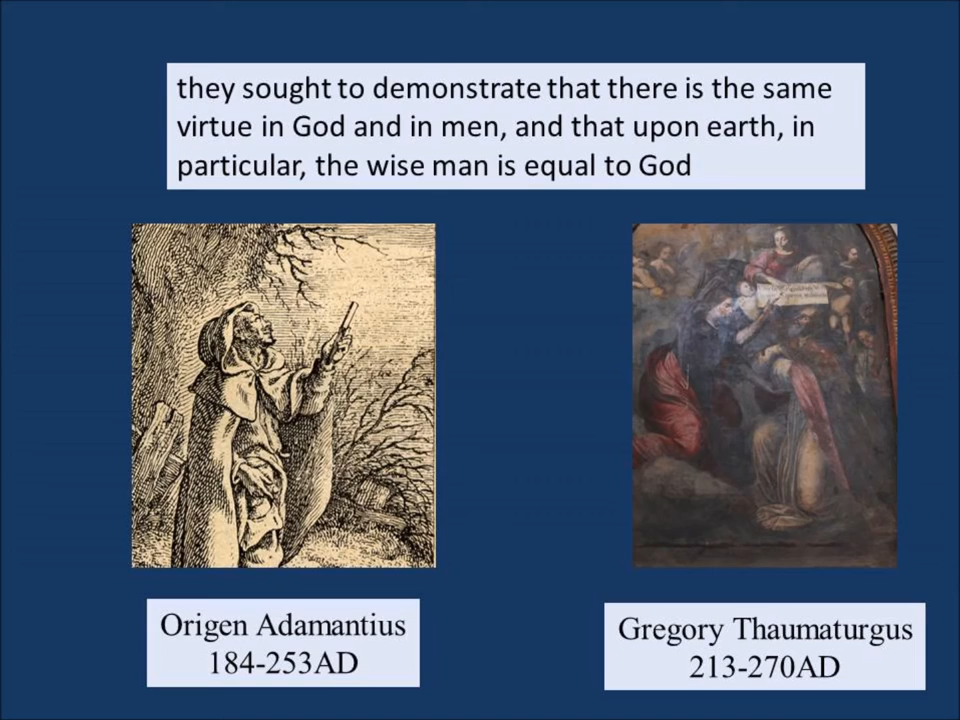 they sought to demonstrate that there is the same
virtue in God and in men, and that upon earth, in
particular, the wise man is equal to God
Origen Adamantius
184-253AD
Gregory Thaumaturgus
213-270AD